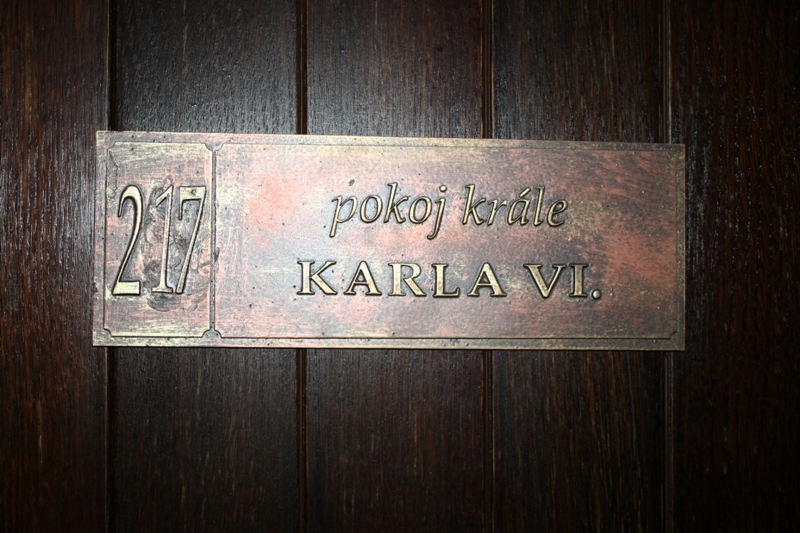 217
pokoj krále
KARLA VI.